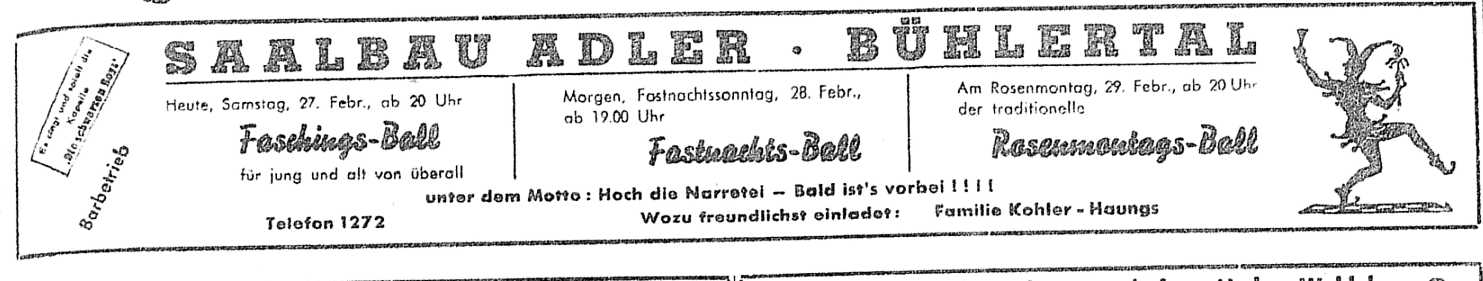 SAALBAU ADLER · BÜHLERTAL
Es singt und spielt die
Kapelle
"Die schwarzen Boys"
Barbetrieb
Heute, Samstag, 27. Febr., ab 20 Uhr
Faschings-Ball
für jung und alt von überall
Morgen, Fastnachtssonntag, 28. Febr.,
ab 19.00 Uhr
Fastnachts-Ball
Am Rosenmontag, 29. Febr., ab 20 Uhr
der traditionelle
Rosenmontags-Ball
unter dem Motto : Hoch die Narretei – Bald ist's vorbei ! ! ! !
Telefon 1272
Wozu freundlichst einladet : Familie Kohler - Haungs